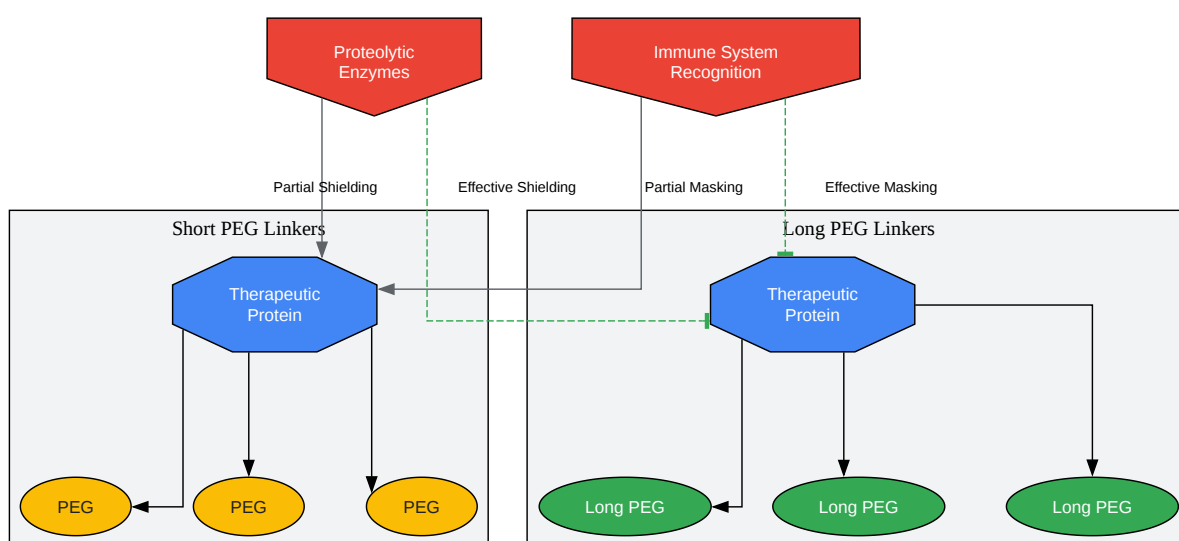 Proteolytic
Enzymes
Immune System
Recognition
Partial Shielding
Effective Shielding
Partial Masking
Effective Masking
Short PEG Linkers
Long PEG Linkers
Therapeutic
Protein
Therapeutic
Protein
PEG
PEG
PEG
Long PEG
Long PEG
Long PEG